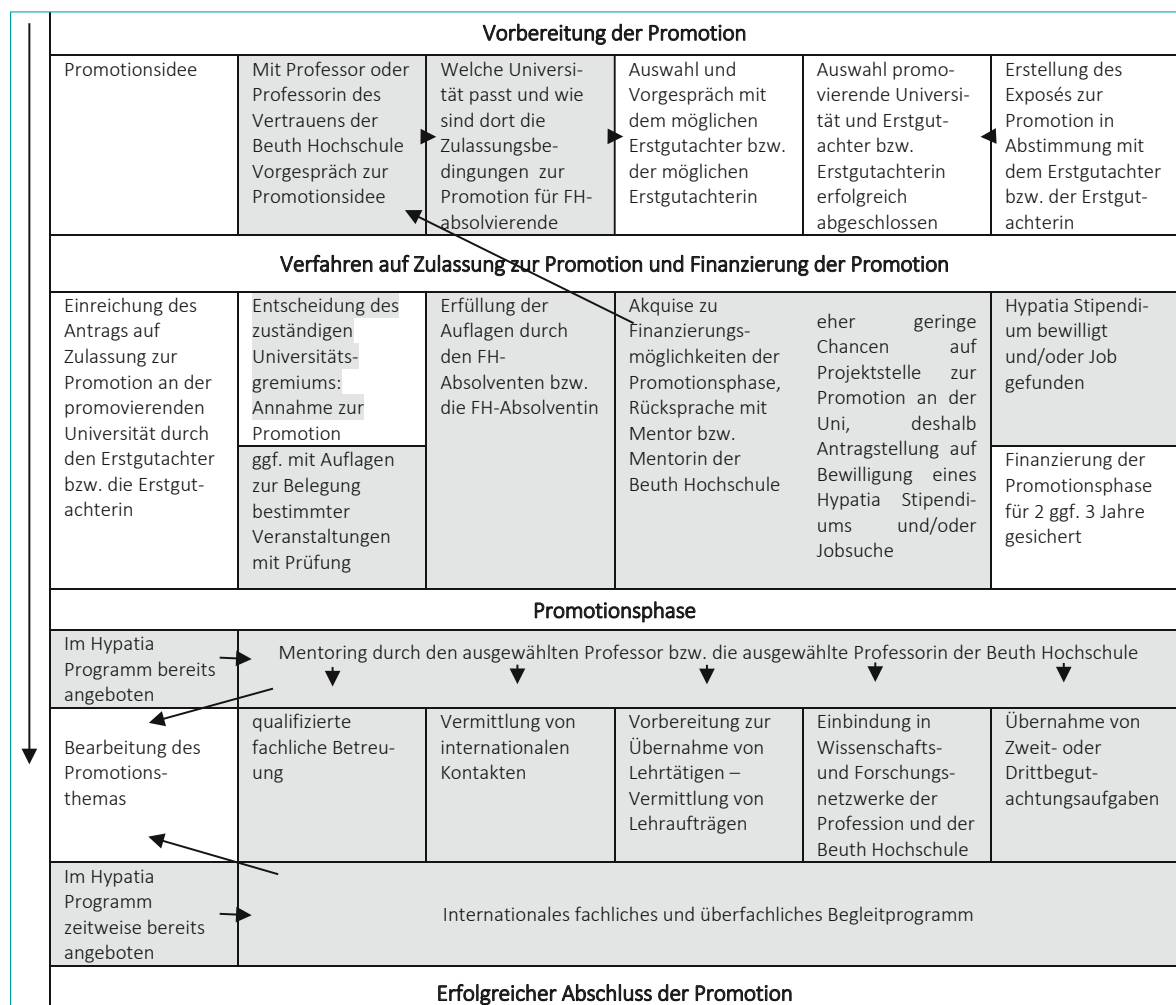 Vorbereitung der Promotion
Promotionsidee
Mit Professor oder
Professorin des
Vertrauens der
Beuth Hochschule
Vorgespräch zur
Promotionsidee
Welche Universi-
tät passt und wie
sind dort die
Zulassungsbe-
dingungen zur
Promotion für FH-
absolvierende
Auswahl und
Vorgespräch mit
dem möglichen
Erstgutachter bzw.
der möglichen
Erstgutachterin
Auswahl promo-
vierende Universi-
tät und Erstgut-
achter bzw.
Erstgutachterin
erfolgreich
abgeschlossen
Erstellung des
Exposés zur
Promotion in
Abstimmung mit
dem Erstgutachter
bzw. der Erstgut-
achterin
Verfahren auf Zulassung zur Promotion und Finanzierung der Promotion
Einreichung des
Antrags auf
Zulassung zur
Promotion an der
promovierenden
Universität durch
den Erstgutachter
bzw. die Erstgut-
achterin
Entscheidung des
zuständigen
Universitäts-
gremiums:
Annahme zur
Promotion
ggf. mit Auflagen
zur Belegung
bestimmter
Veranstaltungen
mit Prüfung
Erfüllung der
Auflagen durch
den FH-
Absolventen bzw.
die FH-Absolventin
Akquise zu
Finanzierungs-
möglichkeiten der
Promotionsphase,
Rücksprache mit
Mentor bzw.
Mentorin der
Beuth Hochschule
eher geringe
Chancen auf
Projektstelle zur
Promotion an der
Uni, deshalb
Antragstellung auf
Bewilligung eines
Hypatia Stipendi-
ums und/oder
Jobsuche
Hypatia Stipendi-
um bewilligt
und/oder Job
gefunden
Finanzierung der
Promotionsphase
für 2 ggf. 3 Jahre
gesichert
Promotionsphase
Im Hypatia
Programm bereits
angeboten
Mentoring durch den ausgewählten Professor bzw. die ausgewählte Professorin der Beuth Hochschule
Bearbeitung des
Promotions-
themas
qualifizierte
fachliche Betreu-
ung
Vermittlung von
internationalen
Kontakten
Vorbereitung zur
Übernahme von
Lehrtätigen –
Vermittlung von
Lehraufträgen
Einbindung in
Wissenschafts-
und Forschungs-
netzwerke der
Profession und der
Beuth Hochschule
Übernahme von
Zweit- oder
Drittbegut-
achtungsaufgaben
Im Hypatia
Programm
zeitweise bereits
angeboten
Internationales fachliches und überfachliches Begleitprogramm
Erfolgreicher Abschluss der Promotion